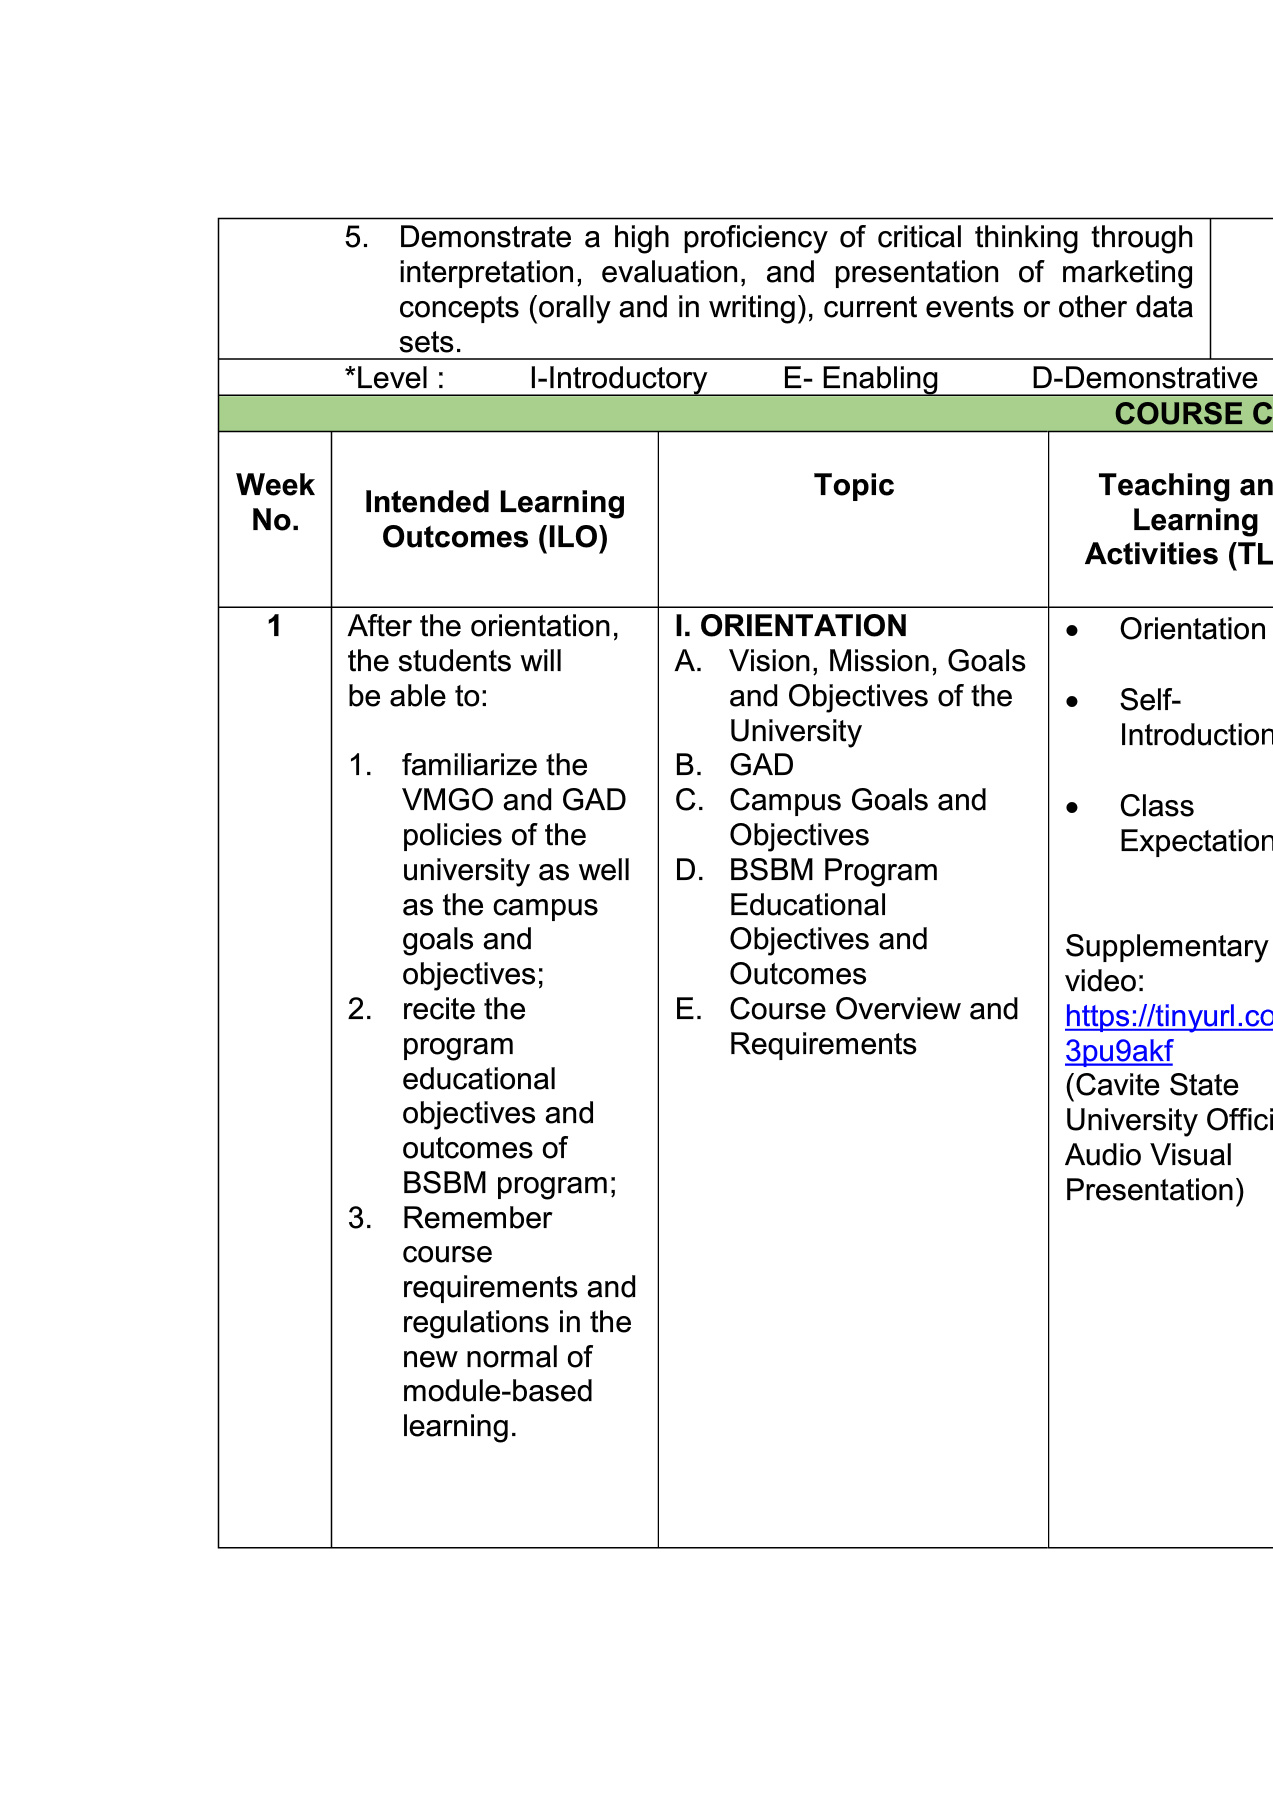 5. Demonstrate a high proficiency of critical thinking through
interpretation, evaluation, and presentation of marketing
concepts (orally and in writing), current events or other data
sets.
*Level : I-Introductory E- Enabling D-Demonstrative
COURSE C
Week
No.
Intended Learning
Outcomes (ILO)
Topic
Teaching an
Learning
Activities (TL
1
After the orientation,
the students will
be able to:
1. familiarize the
VMGO and GAD
policies of the
university as well
as the campus
goals and
objectives;
2. recite the
program
educational
objectives and
outcomes of
BSBM program;
3. Remember
course
requirements and
regulations in the
new normal of
module-based
learning.
I. ORIENTATION
A. Vision, Mission, Goals
and Objectives of the
University
B. GAD
C. Campus Goals and
Objectives
D. BSBM Program
Educational
Objectives and
Outcomes
E. Course Overview and
Requirements
• Orientation
• Self-
Introduction
• Class
Expectation
Supplementary
video:
https://tinyurl.co
3pu9akf
(Cavite State
University Offici
Audio Visual
Presentation)